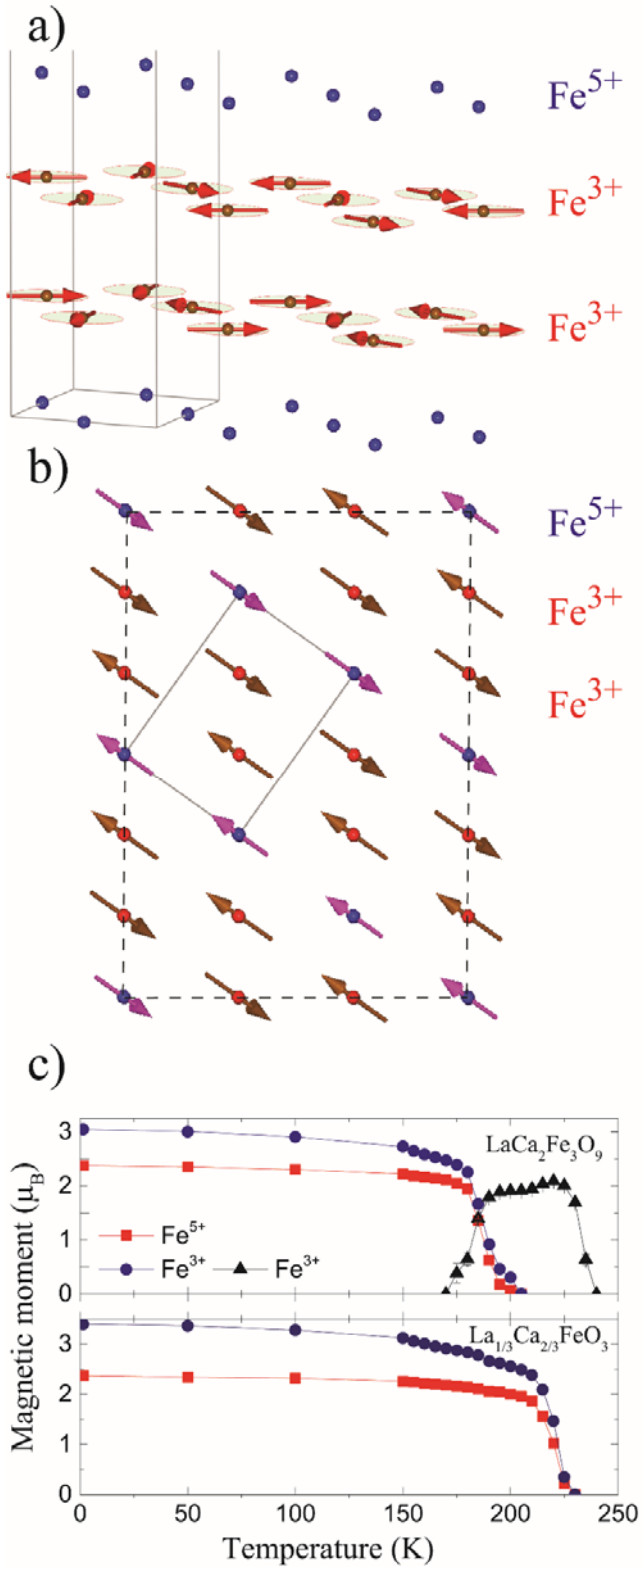 a)
Fe⁵⁺
Fe³⁺
Fe³⁺
b)
Fe⁵⁺
Fe³⁺
Fe³⁺
c)
3
2
1
0
LaCa₂Fe₃O₉
Fe⁵⁺
Fe³⁺
Fe³⁺
La₁/₃Ca₂/₃FeO₃
3
2
1
0
Magnetic moment (μB)
0
50
100
150
200
250
Temperature (K)